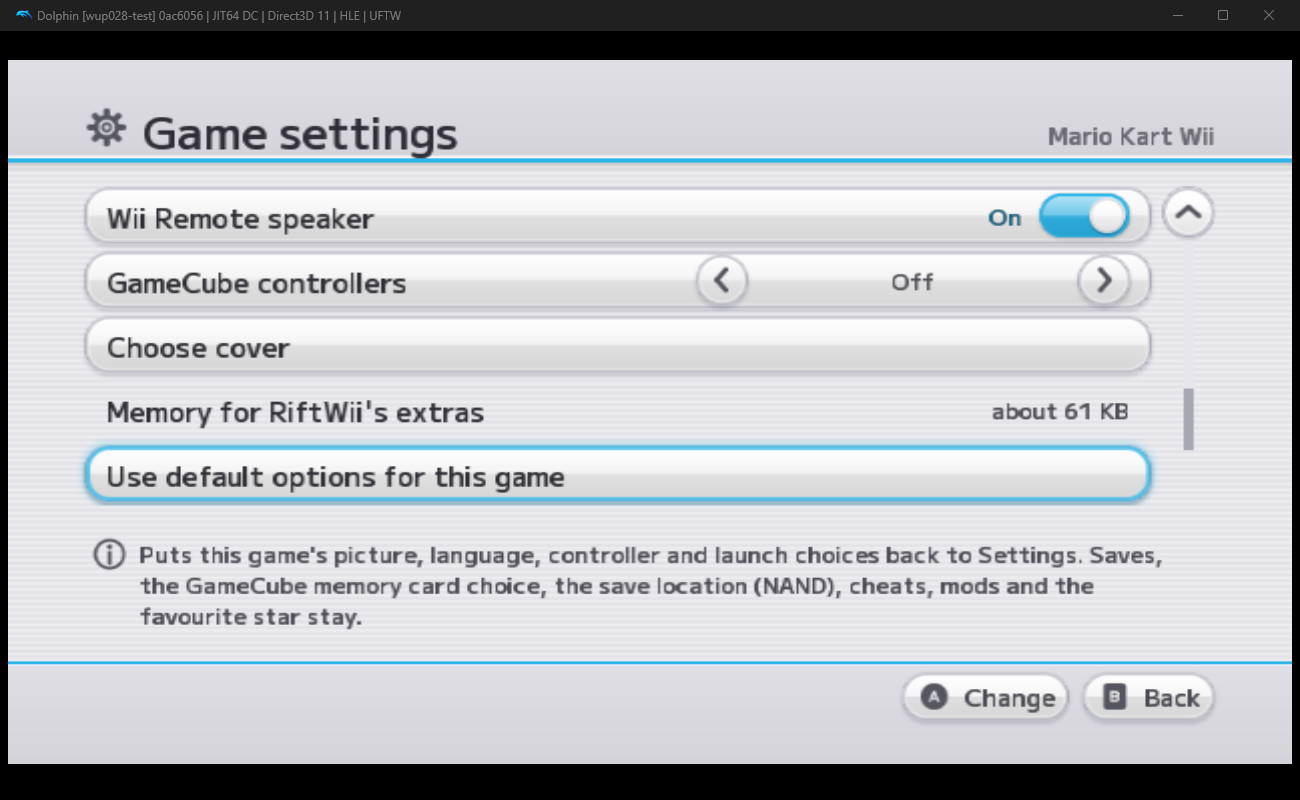 Dolphin [wup028-test] 0ac6056 | JIT64 DC | Direct3D 11 | HLE | UFTW
Game settings
Mario Kart Wii
Wii Remote speaker
On
GameCube controllers
Off
Choose cover
Memory for RiftWii's extras
about 61 KB
Use default options for this game
Puts this game's picture, language, controller and launch choices back to Settings. Saves,
the GameCube memory card choice, the save location (NAND), cheats, mods and the
favourite star stay.
A Change
B Back